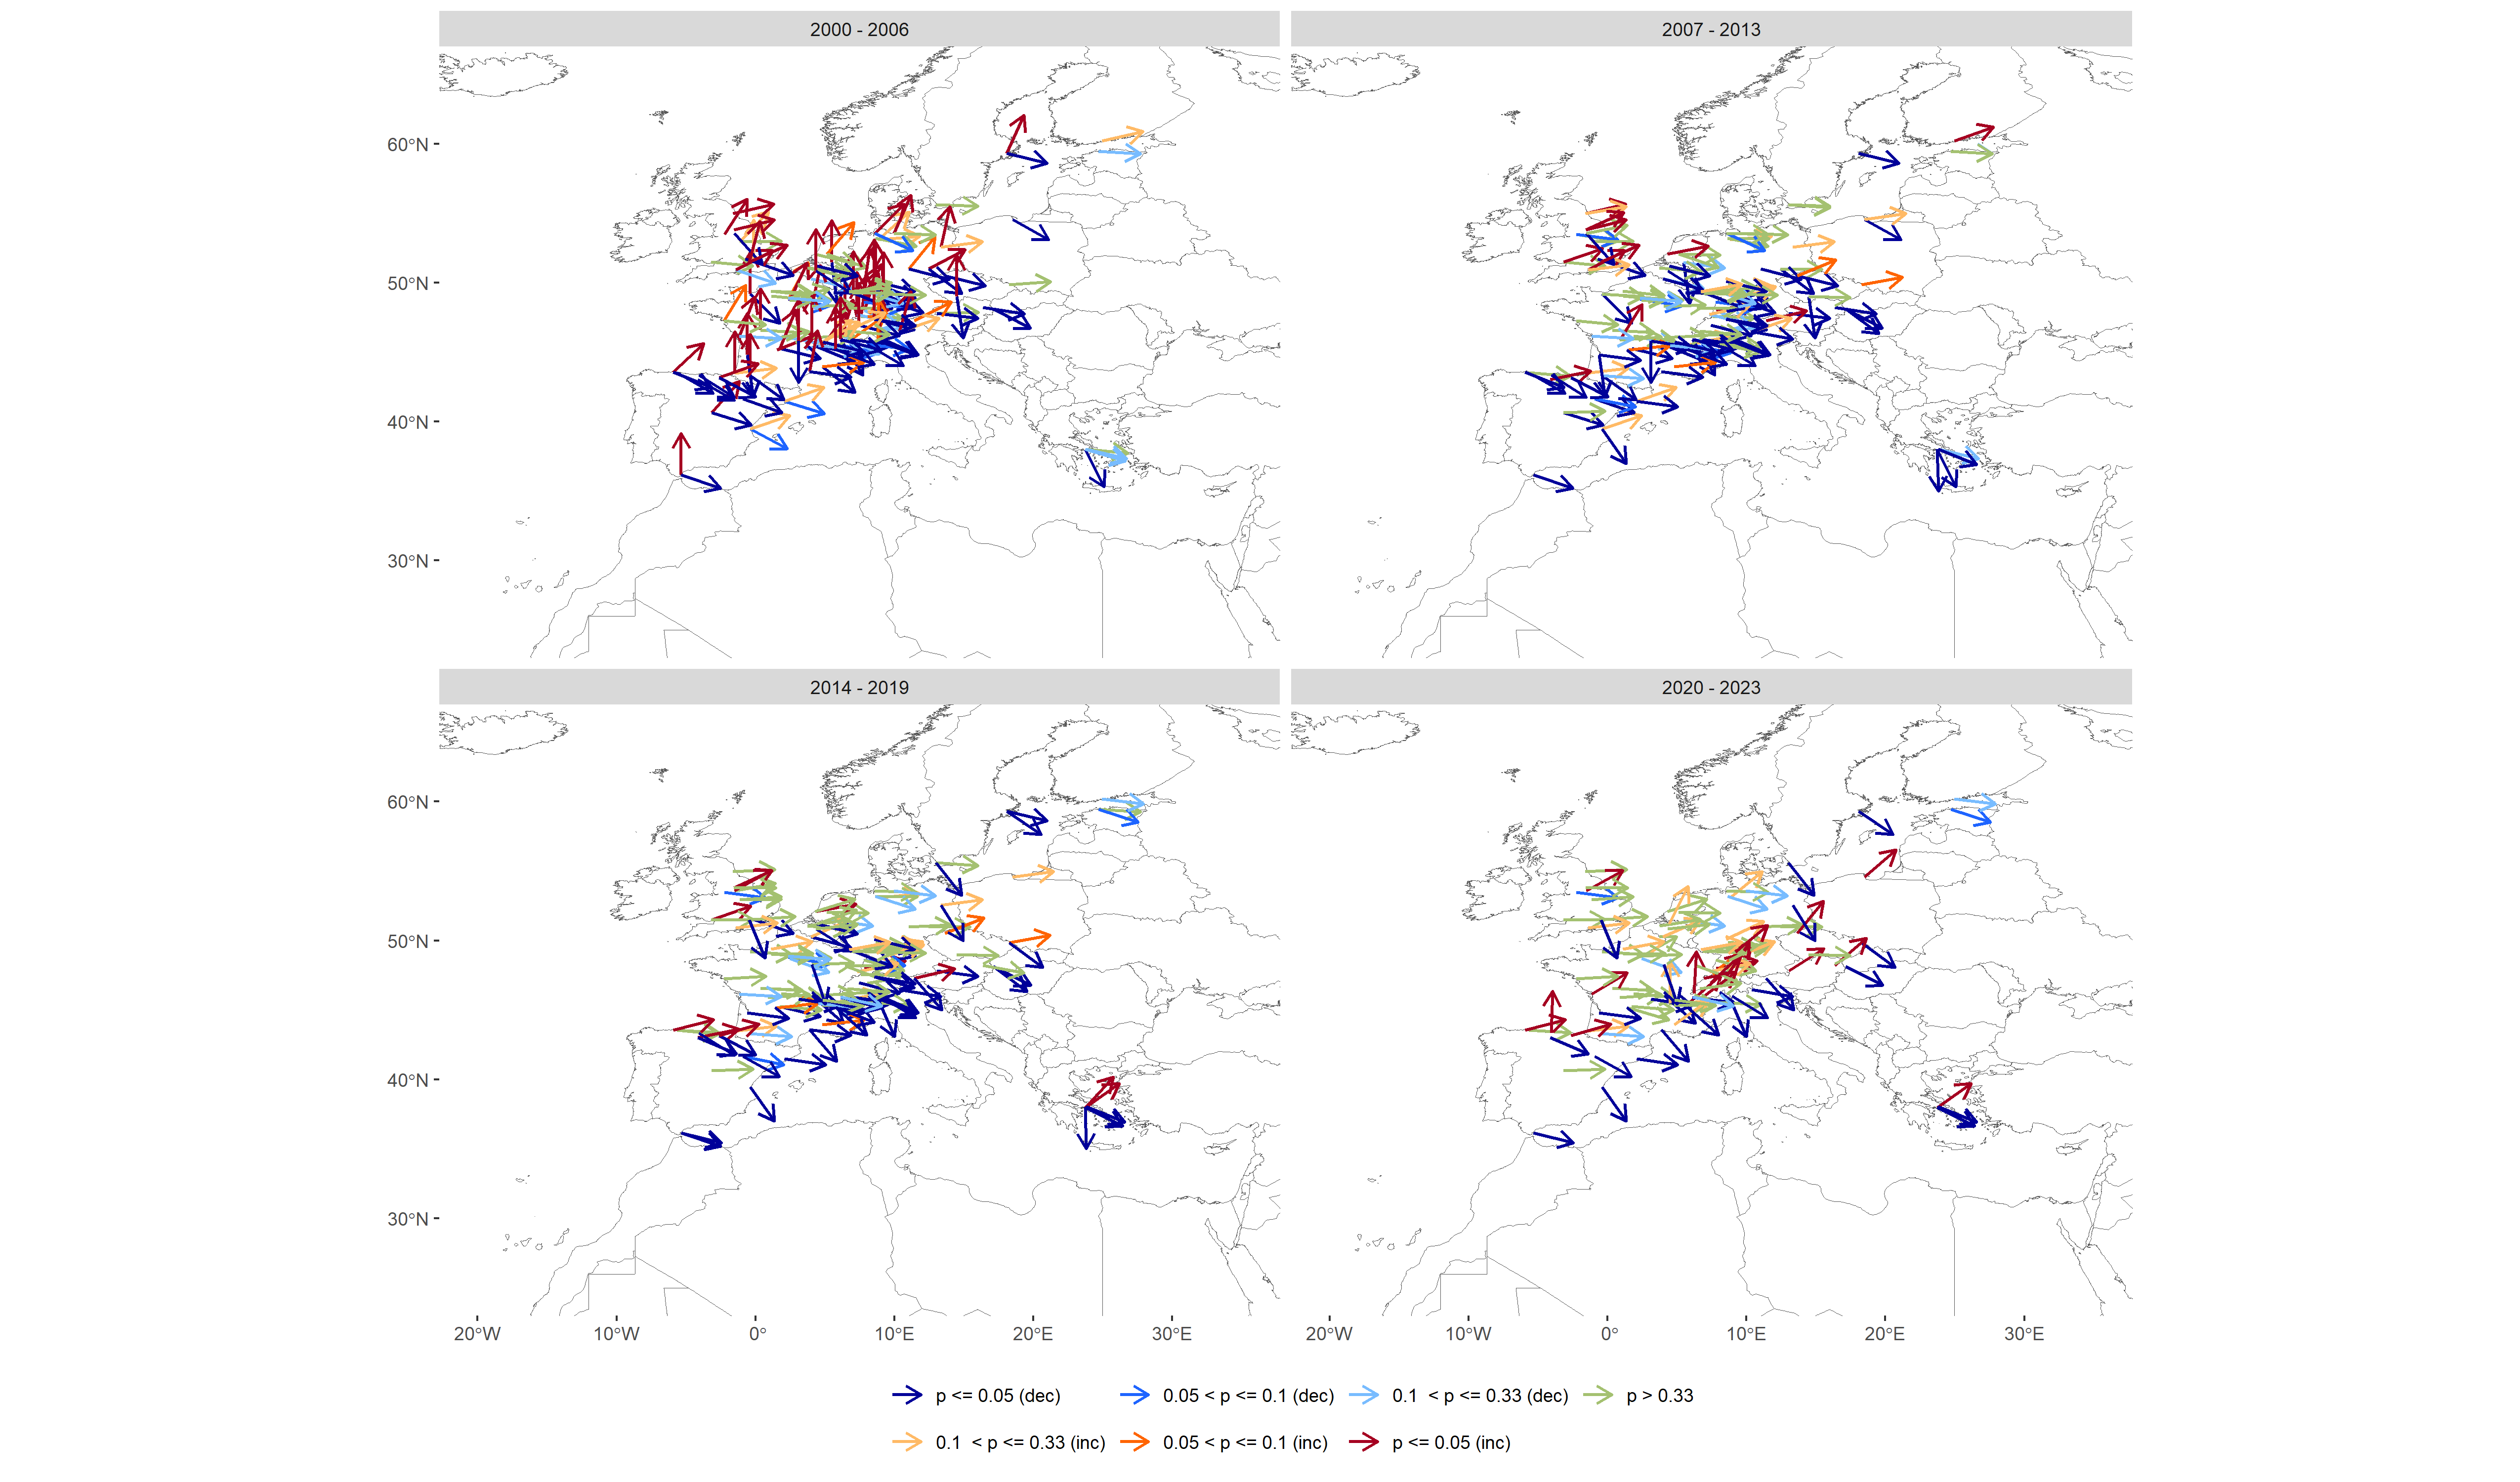 2000 - 2006
2007 - 2013
60°N
50°N
40°N
30°N
2014 - 2019
2020 - 2023
60°N
50°N
40°N
30°N
20°W 10°W 0° 10°E 20°E 30°E
20°W 10°W 0° 10°E 20°E 30°E
p <= 0.05 (dec) 0.05 < p <= 0.1 (dec) 0.1 < p <= 0.33 (dec) p > 0.33
0.1 < p <= 0.33 (inc) 0.05 < p <= 0.1 (inc) p <= 0.05 (inc)